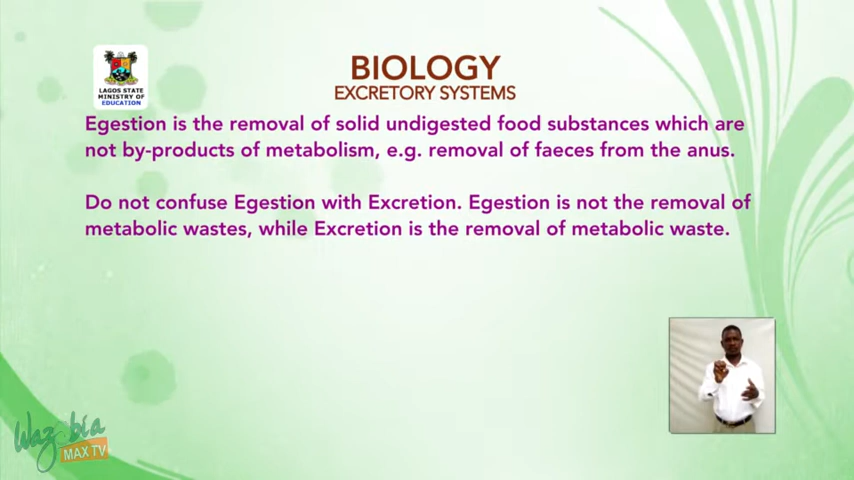 LAGOS STATE
MINISTRY OF
EDUCATION
BIOLOGY
EXCRETORY SYSTEMS
Egestion is the removal of solid undigested food substances which are
not by-products of metabolism, e.g. removal of faeces from the anus.
Do not confuse Egestion with Excretion. Egestion is not the removal of
metabolic wastes, while Excretion is the removal of metabolic waste.
Wazobia
MAX TV